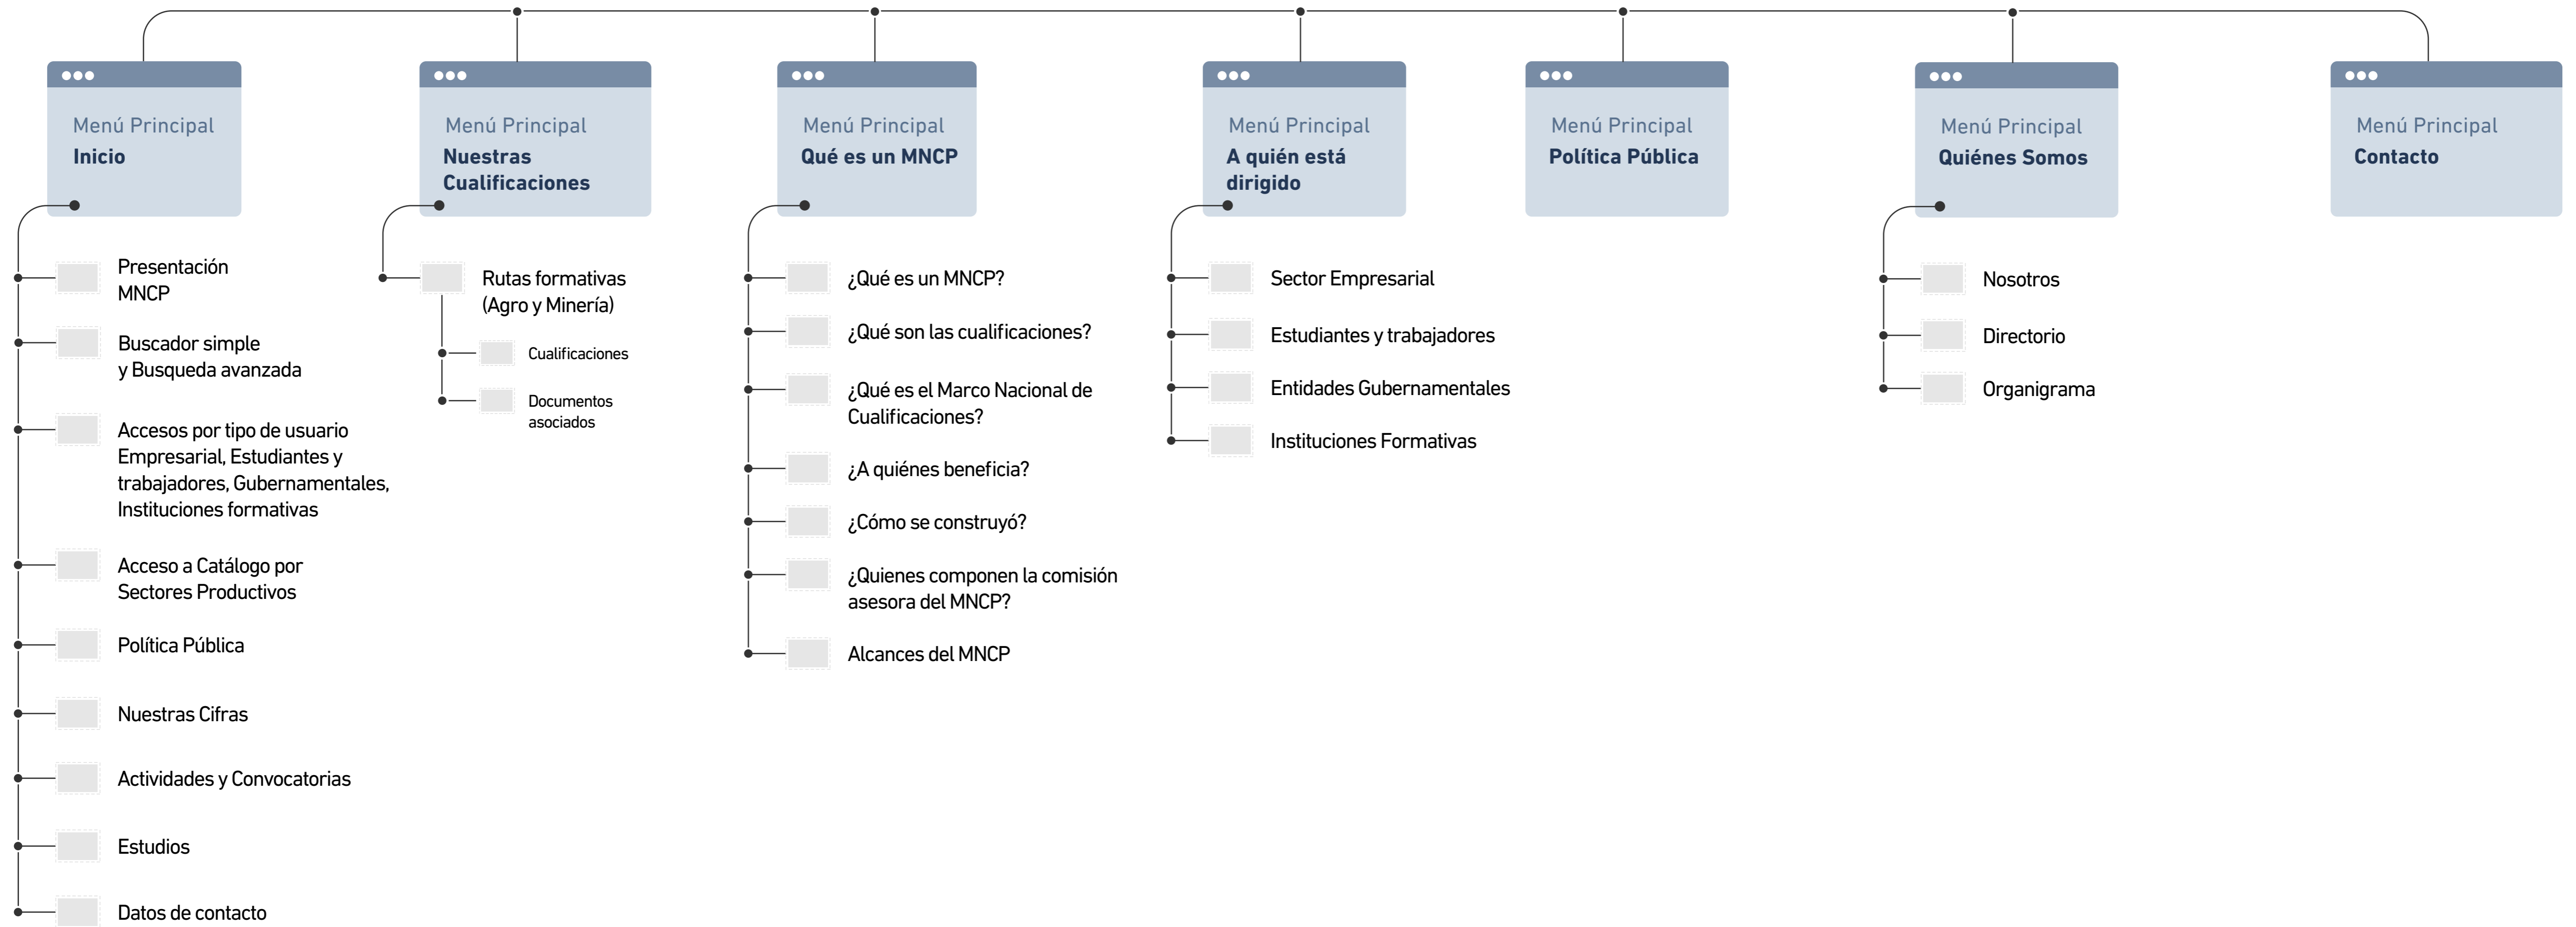 Menú Principal
Inicio
Presentación
MNCP
Buscador simple
y Busqueda avanzada
Accesos por tipo de usuario
Empresarial, Estudiantes y
trabajadores, Gubernamentales,
Instituciones formativas
Acceso a Catálogo por
Sectores Productivos
Política Pública
Nuestras Cifras
Actividades y Convocatorias
Estudios
Datos de contacto
Menú Principal
Nuestras
Cualificaciones
Rutas formativas
(Agro y Minería)
Cualificaciones
Documentos
asociados
Menú Principal
Qué es un MNCP
¿Qué es un MNCP?
¿Qué son las cualificaciones?
¿Qué es el Marco Nacional de
Cualificaciones?
¿A quiénes beneficia?
¿Cómo se construyó?
¿Quienes componen la comisión
asesora del MNCP?
Alcances del MNCP
Menú Principal
A quién está
dirigido
Sector Empresarial
Estudiantes y trabajadores
Entidades Gubernamentales
Instituciones Formativas
Menú Principal
Política Pública
Menú Principal
Quiénes Somos
Nosotros
Directorio
Organigrama
Menú Principal
Contacto